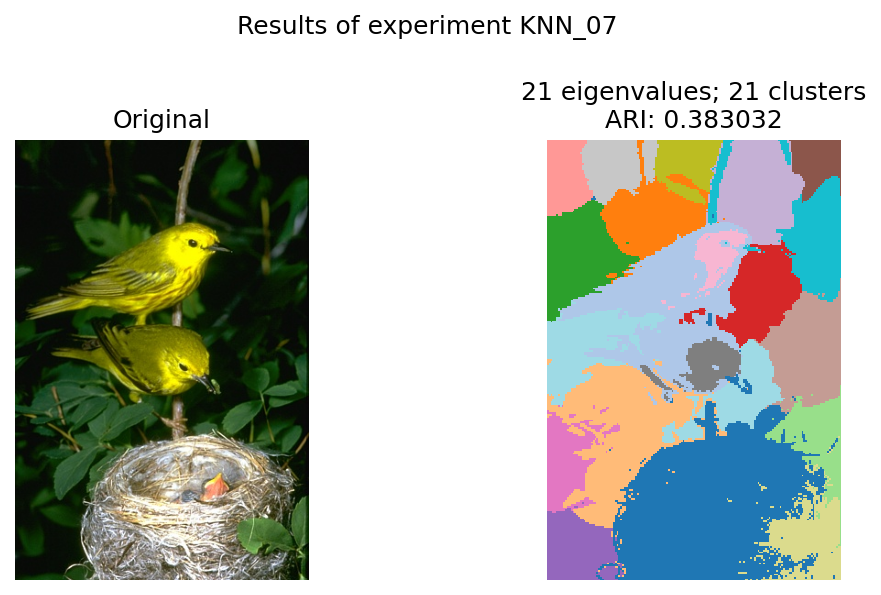 Results of experiment KNN_07
Original
21 eigenvalues; 21 clusters
ARI: 0.383032